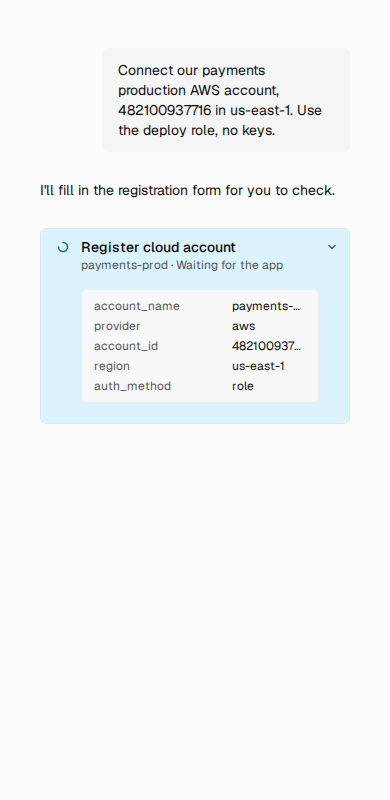 Connect our payments
production AWS account,
482100937716 in us-east-1. Use
the deploy role, no keys.
I'll fill in the registration form for you to check.
Register cloud account
payments-prod · Waiting for the app
account_name payments-…
provider aws
account_id 482100937…
region us-east-1
auth_method role